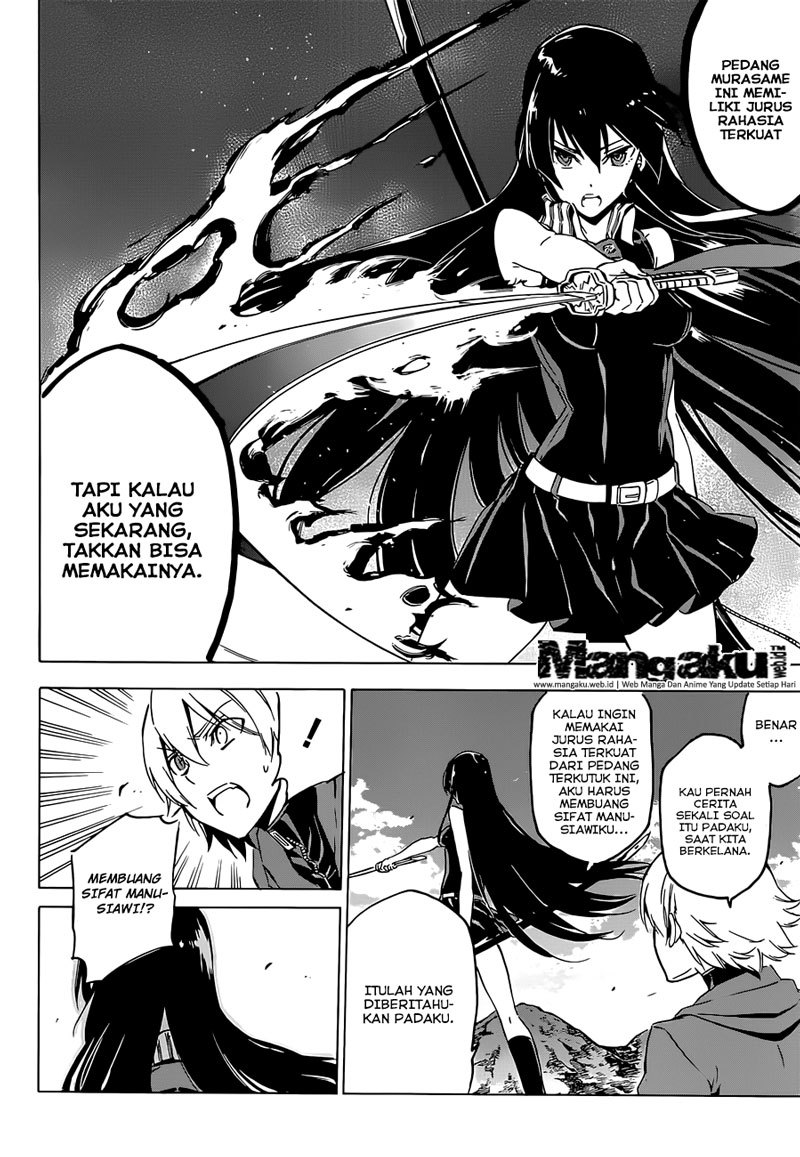 PEDANG
MURASAME
INI MEMI-
LIKI JURUS
RAHASIA
TERKUAT
TAPI KALAU
AKU YANG
SEKARANG,
TAKKAN BISA
MEMAKAINYA.
Mangaku
web.id
www.mangaku.web.id | Web Manga Dan Anime Yang Update Setiap Hari
BENAR
...
KAU PERNAH
CERITA
SEKALI SOAL
ITU PADAKU,
SAAT KITA
BERKELANA.
KALAU INGIN
MEMAKAI
JURUS RAHA-
SIA TERKUAT
DARI PEDANG
TERKUTUK INI,
AKU HARUS
MEMBUANG
SIFAT MANU-
SIAWIKU...
ITULAH YANG
DIBERITAHU-
KAN PADAKU.
!
MEMBUANG
SIFAT MANU-
SIAWI!?